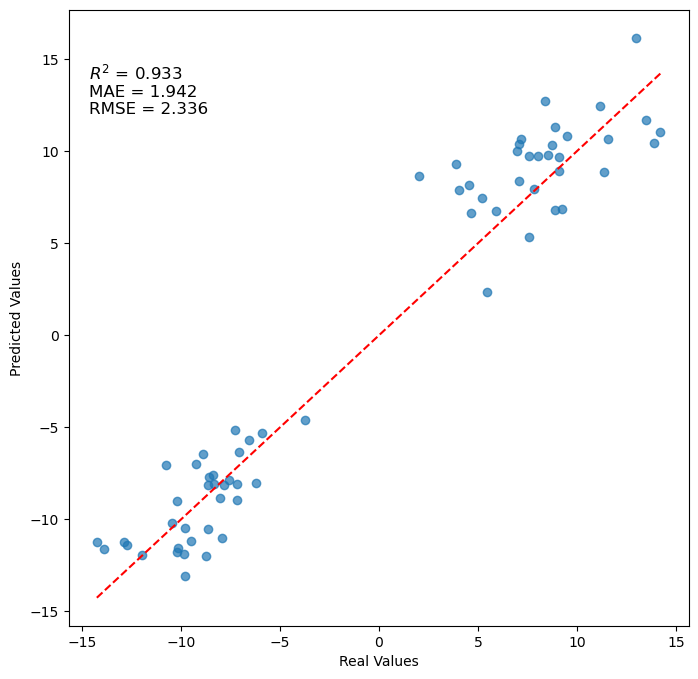 R² = 0.933
MAE = 1.942
RMSE = 2.336
15
10
5
0
−5
−10
−15
Predicted Values
−15 −10 −5 0 5 10 15
Real Values